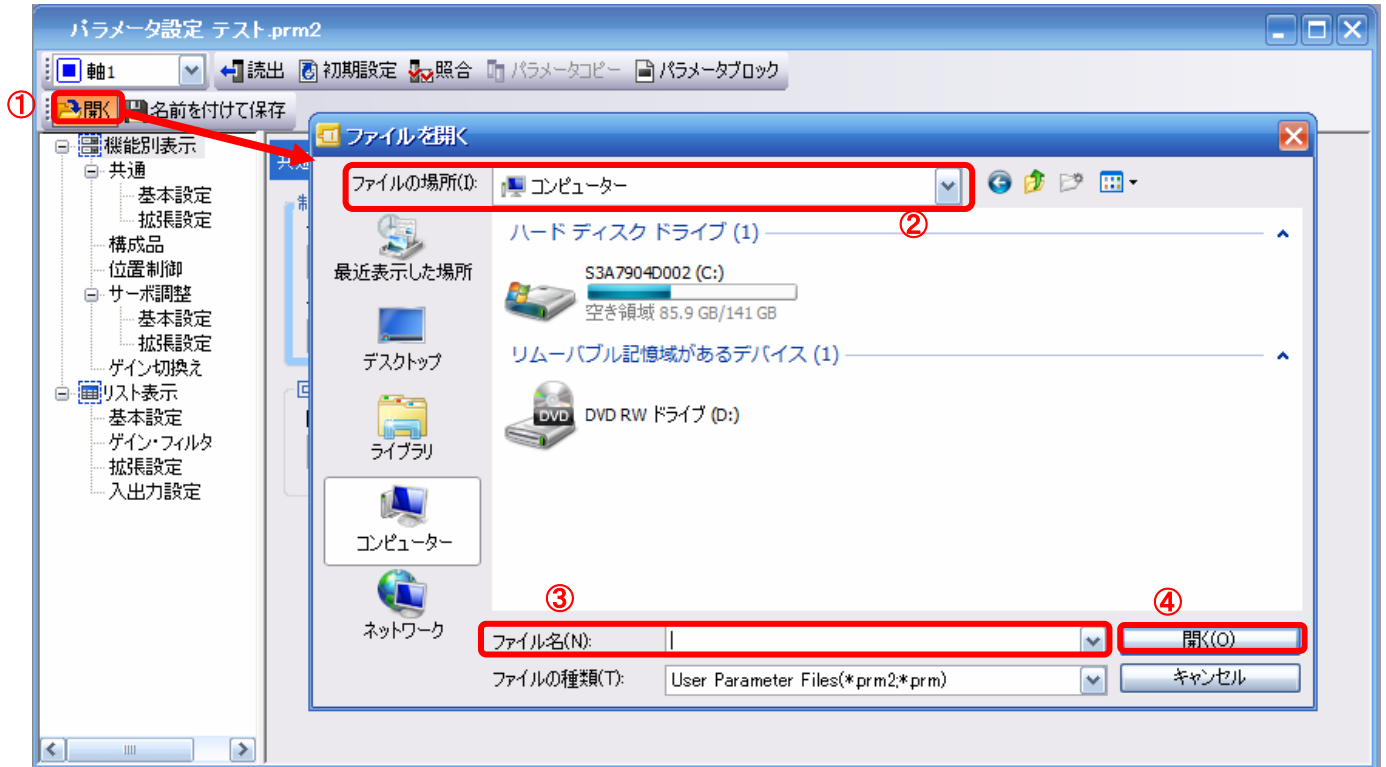 パラメータ設定 テスト.prm2
軸1 読出 初期設定 照合 パラメータコピー パラメータブロック
① 開く 名前を付けて保存
機能別表示
共通
基本設定
拡張設定
構成品
位置制御
サーボ調整
基本設定
拡張設定
ゲイン切換え
リスト表示
基本設定
ゲイン・フィルタ
拡張設定
入出力設定
ファイルを開く
ファイルの場所(I): コンピューター
②
最近表示した場所
デスクトップ
ライブラリ
コンピューター
ネットワーク
ハード ディスク ドライブ (1)
S3A7904D002 (C:)
空き領域 85.9 GB/141 GB
リムーバブル記憶域があるデバイス (1)
DVD
DVD RW ドライブ (D:)
③ ④
ファイル名(N): 開く(O)
ファイルの種類(T): User Parameter Files(*.prm2;*.prm) キャンセル